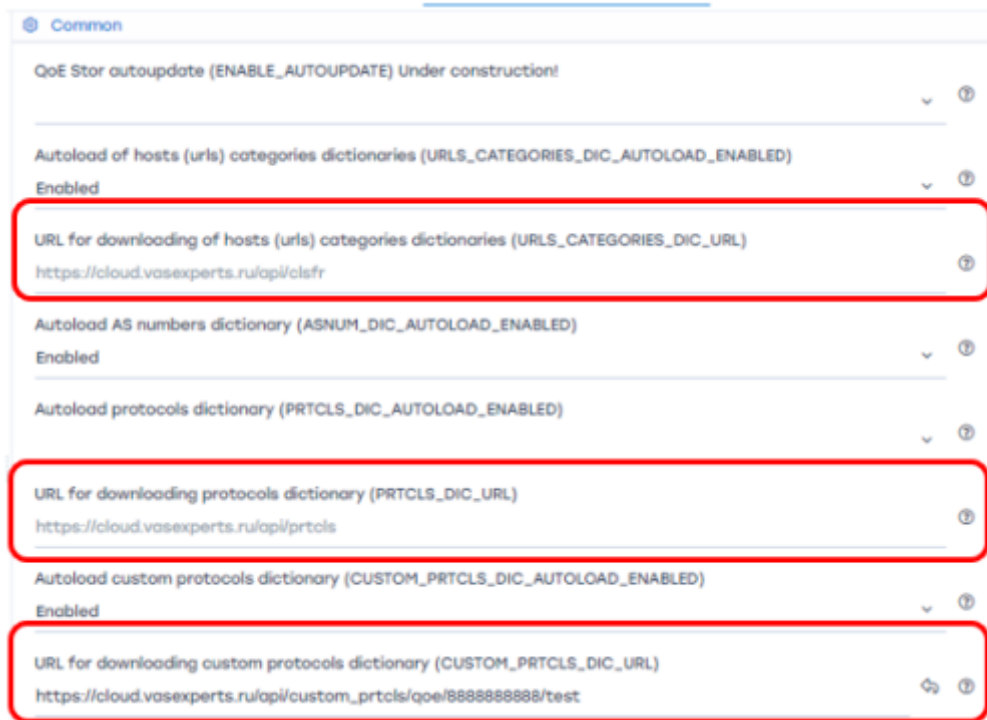 Common
QoE Stor autoupdate (ENABLE_AUTOUPDATE) Under construction!
Autoload of hosts (urls) categories dictionaries (URLS_CATEGORIES_DIC_AUTOLOAD_ENABLED)
Enabled
URL for downloading of hosts (urls) categories dictionaries (URLS_CATEGORIES_DIC_URL)
https://cloud.vasexperts.ru/api/clsfr
Autoload AS numbers dictionary (ASNUM_DIC_AUTOLOAD_ENABLED)
Enabled
Autoload protocols dictionary (PRTCLS_DIC_AUTOLOAD_ENABLED)
URL for downloading protocols dictionary (PRTCLS_DIC_URL)
https://cloud.vasexperts.ru/api/prtcls
Autoload custom protocols dictionary (CUSTOM_PRTCLS_DIC_AUTOLOAD_ENABLED)
Enabled
URL for downloading custom protocols dictionary (CUSTOM_PRTCLS_DIC_URL)
https://cloud.vasexperts.ru/api/custom_prtcls/qoe/8888888888/test